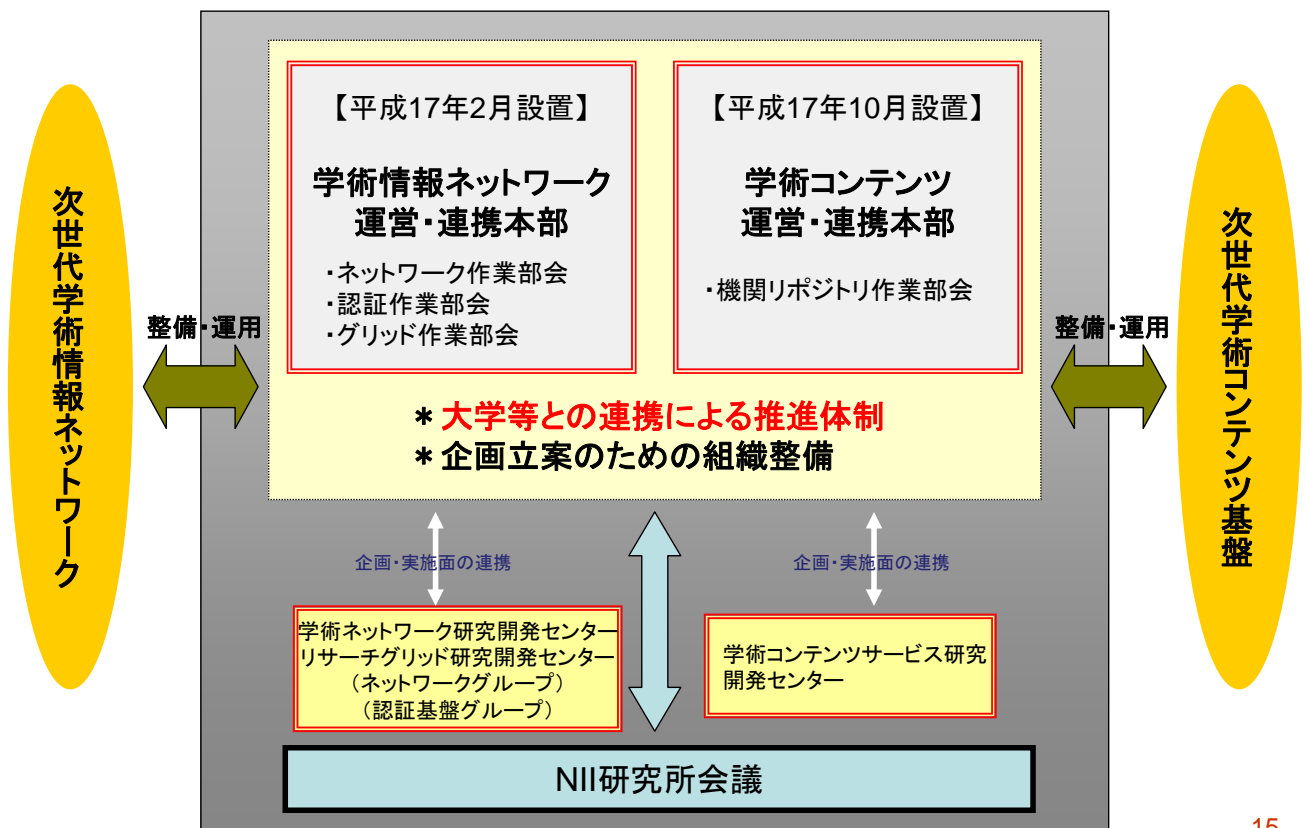 次世代学術情報ネットワーク
整備・運用
【平成17年2月設置】
学術情報ネットワーク
運営・連携本部
・ネットワーク作業部会
・認証作業部会
・グリッド作業部会
【平成17年10月設置】
学術コンテンツ
運営・連携本部
・機関リポジトリ作業部会
＊大学等との連携による推進体制
＊企画立案のための組織整備
整備・運用
次世代学術コンテンツ基盤
企画・実施面の連携
企画・実施面の連携
学術ネットワーク研究開発センター
リサーチグリッド研究開発センター
（ネットワークグループ）
（認証基盤グループ）
学術コンテンツサービス研究
開発センター
NII研究所会議
15